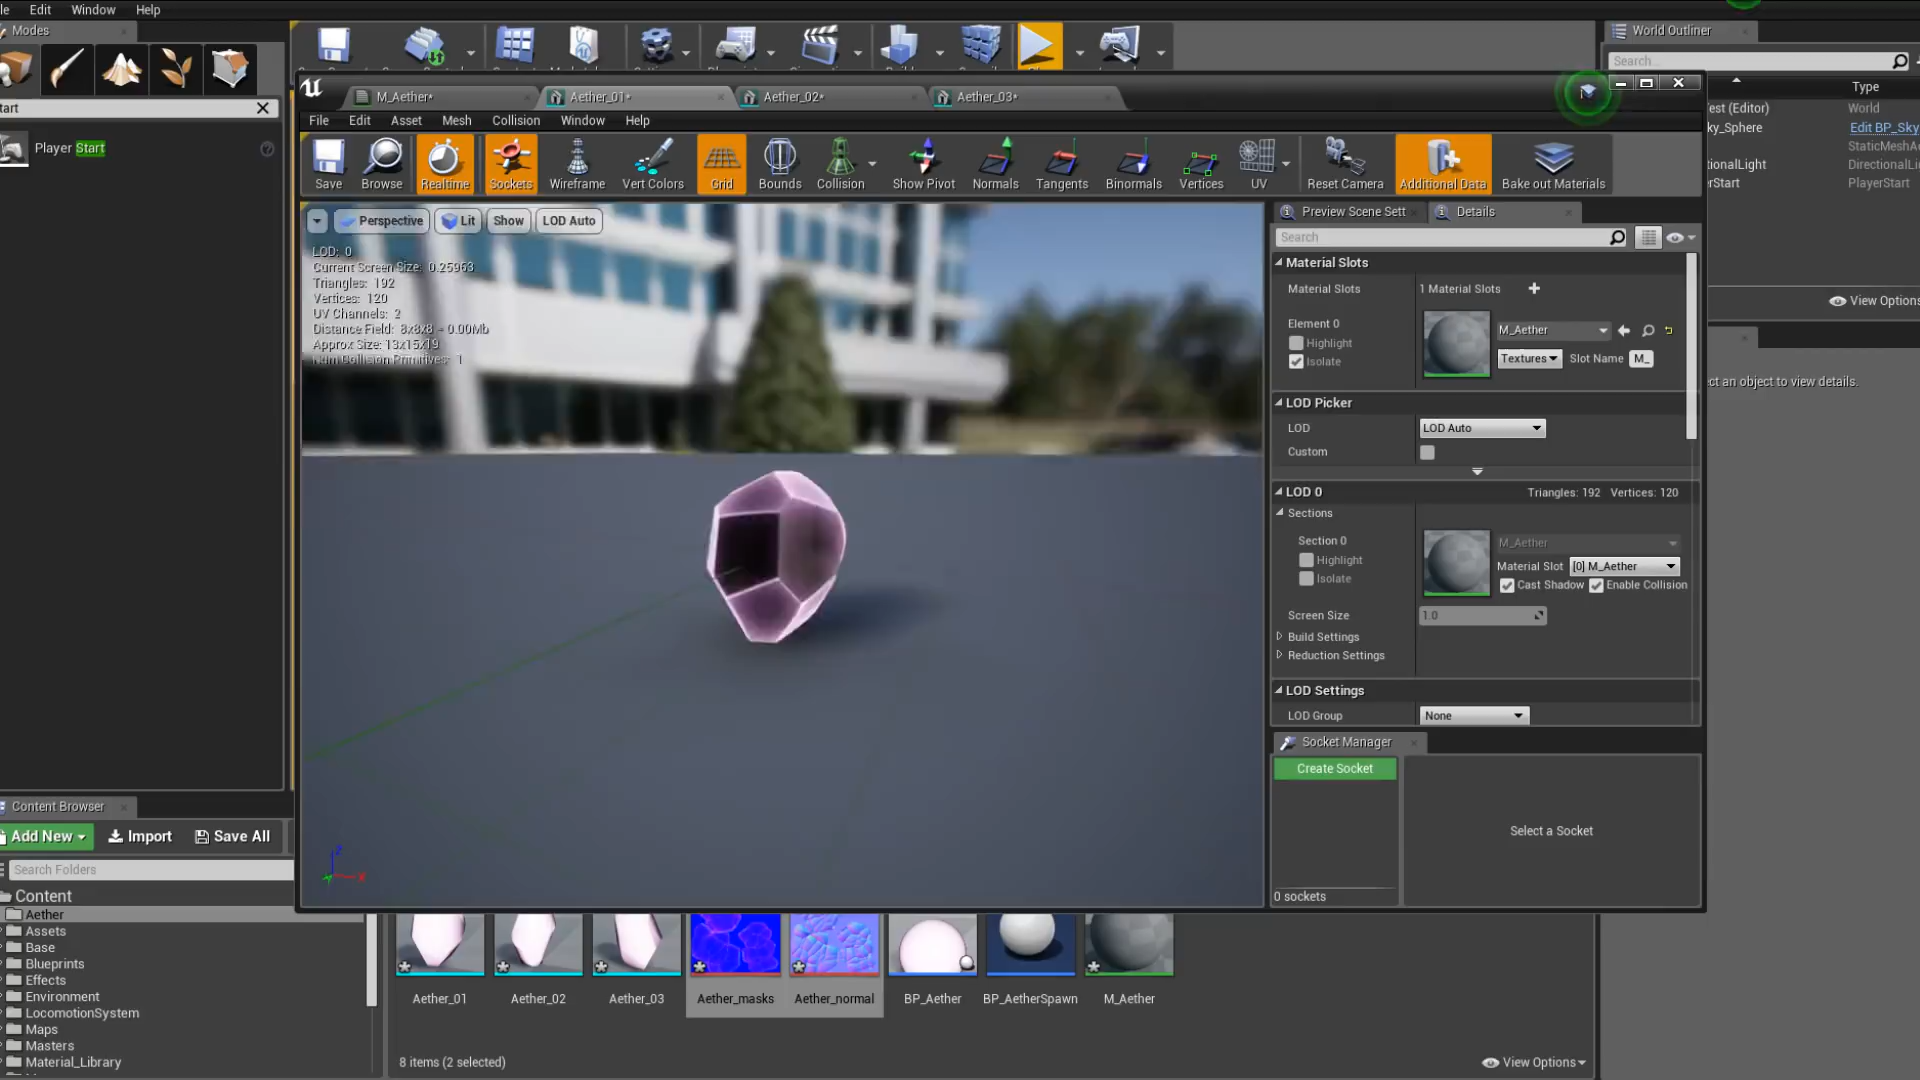 le Edit Window Help
Modes
tart
Player Start
World Outliner
Search...
Type
est (Editor) World
ky_Sphere Edit BP_Sky
StaticMeshA
tionalLight DirectionalLi
rStart PlayerStart
View Options
ct an object to view details.
M_Aether*
Aether_01*
Aether_02*
Aether_03*
File Edit Asset Mesh Collision Window Help
Save Browse Realtime Sockets Wireframe Vert Colors Grid Bounds Collision Show Pivot Normals Tangents Binormals Vertices UV Reset Camera Additional Data Bake out Materials
Perspective Lit Show LOD Auto
LOD: 0
Current Screen Size: 0.25963
Triangles: 192
Vertices: 120
UV Channels: 2
Distance Field: 8x8x8 = 0.00Mb
Approx Size: 13x15x19
Num Collision Primitives: 1
Z
X
Preview Scene Sett
Details
Search
Material Slots
Material Slots 1 Material Slots
Element 0 M_Aether
Highlight
Isolate
Textures Slot Name M_
LOD Picker
LOD LOD Auto
Custom
LOD 0 Triangles: 192 Vertices: 120
Sections
Section 0 M_Aether
Highlight
Isolate
Material Slot [0] M_Aether
Cast Shadow Enable Collision
Screen Size 1.0
Build Settings
Reduction Settings
LOD Settings
LOD Group None
Socket Manager
Create Socket
Select a Socket
0 sockets
Content Browser
Add New Import Save All
Search Folders
Content
Aether
Assets
Base
Blueprints
Effects
Environment
LocomotionSystem
Maps
Masters
Material_Library
Aether_01 Aether_02 Aether_03 Aether_masks Aether_normal BP_Aether BP_AetherSpawn M_Aether
8 items (2 selected)
View Options